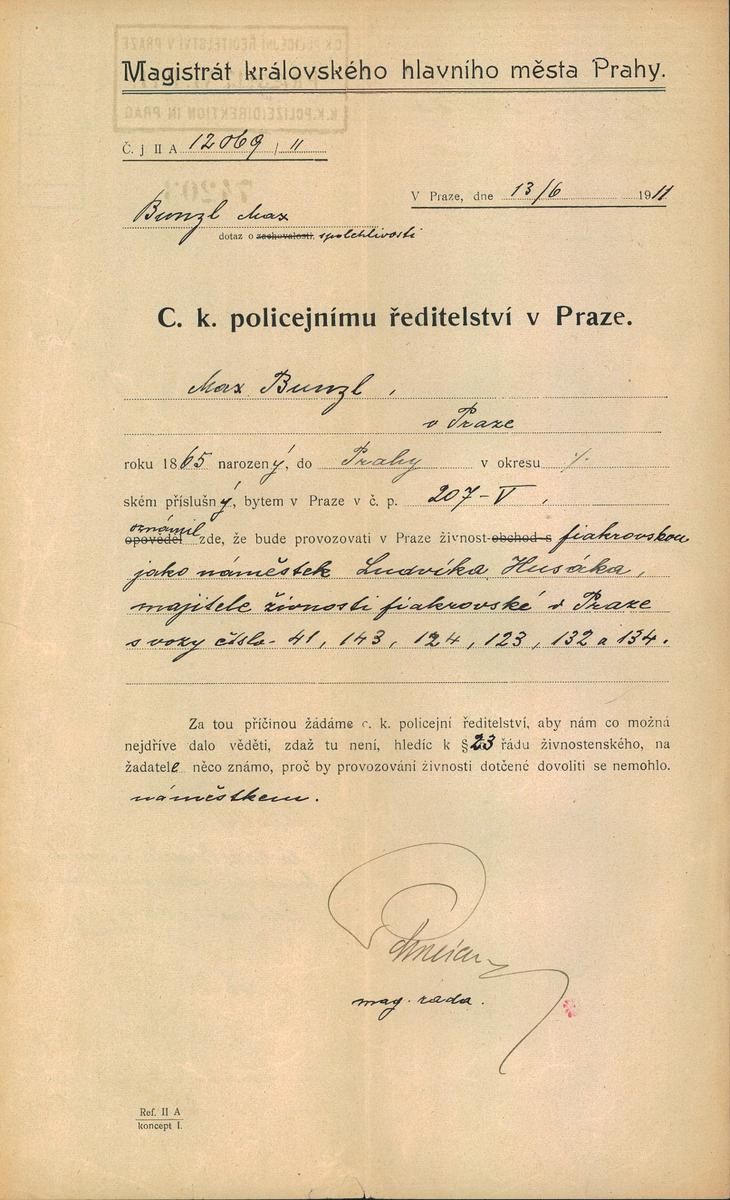 Magistrát královského hlavního města Prahy.
Č. j II A 12069 / 11
V Praze, dne 13/6 1911
Bunzl Max
dotaz o zachovalosti spolehlivosti
C. k. policejnímu ředitelství v Praze.
Max Bunzl,
v Praze
roku 1865 narozený, do Prahy v okresu
ském příslušný, bytem v Praze v č. p. 207-V,
oznámil
opověděl zde, že bude provozovati v Praze živnost obchod s fiakrovskou
jako náměstek Ludvíka Husáka,
majitele živnosti fiakrovské v Praze
s vozy číslo 41, 143, 124, 123, 132 a 134.
Za tou příčinou žádáme c. k. policejní ředitelství, aby nám co možná
nejdříve dalo věděti, zdaž tu není, hledíc k § 23 řádu živnostenského, na
žadatele něco známo, proč by provozování živnosti dotčené dovoliti se nemohlo.
náměstkem.
mag. rada.
Ref. II A
koncept I.